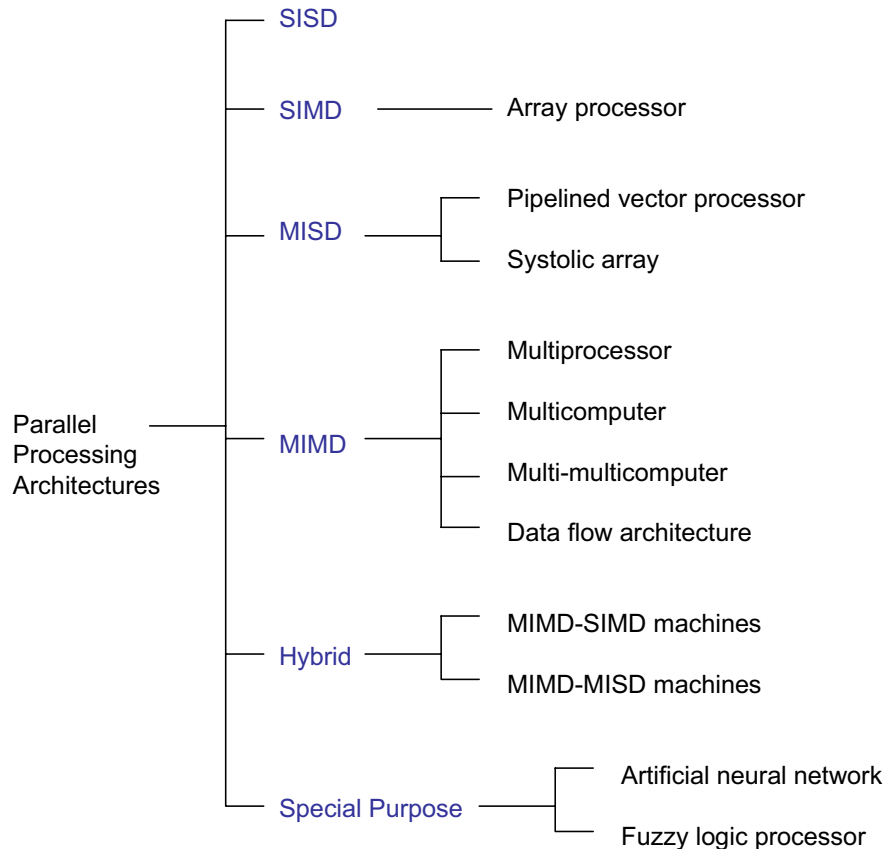 SISD
SIMD
Array processor
Pipelined vector processor
MISD
Systolic array
Multiprocessor
Multicomputer
Parallel
Processing
Architectures
MIMD
Multi-multicomputer
Data flow architecture
MIMD-SIMD machines
Hybrid
MIMD-MISD machines
Artificial neural network
Special Purpose
Fuzzy logic processor